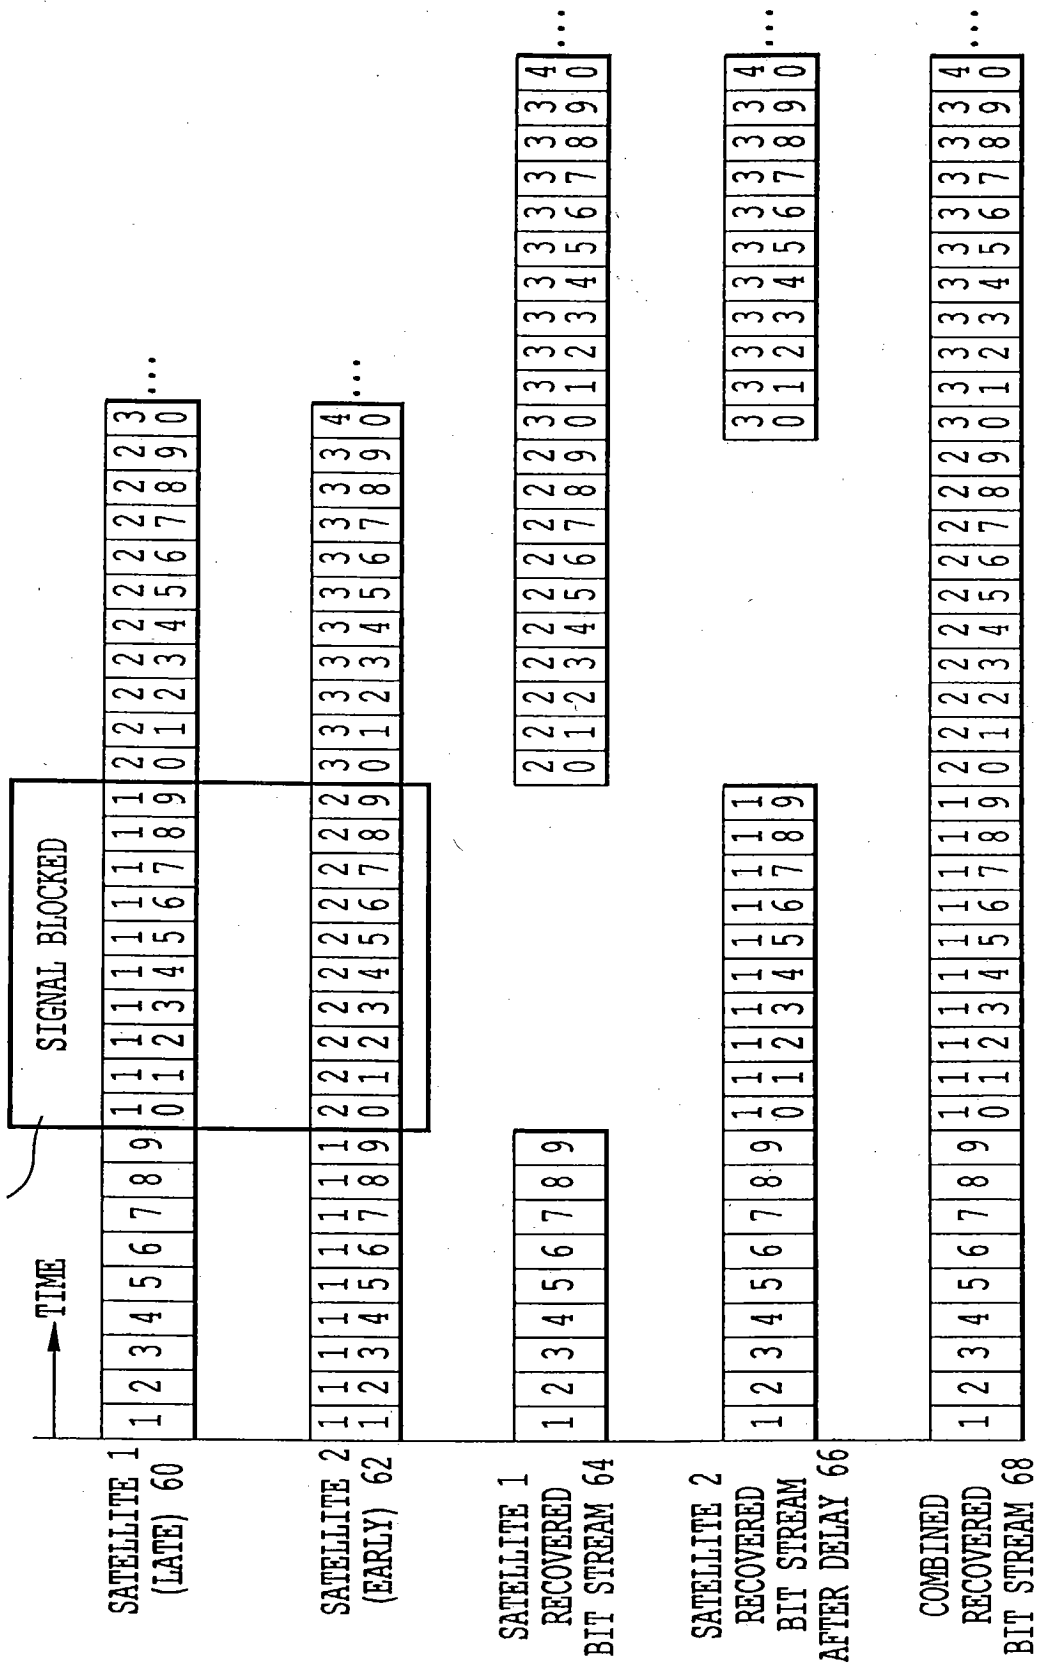 TIME
SIGNAL BLOCKED
SATELLITE 1
(LATE) 60
1 2 3 4 5 6 7 8 9 10 11 12 13 14 15 16 17 18 19 20 21 22 23 24 25 26 27 28 29 30 ...
SATELLITE 2
(EARLY) 62
11 12 13 14 15 16 17 18 19 20 21 22 23 24 25 26 27 28 29 30 31 32 33 34 35 36 37 38 39 40 ...
SATELLITE 1
RECOVERED
BIT STREAM 64
1 2 3 4 5 6 7 8 9 20 21 22 23 24 25 26 27 28 29 30 31 32 33 34 35 36 37 38 39 40 ...
SATELLITE 2
RECOVERED
BIT STREAM
AFTER DELAY 66
1 2 3 4 5 6 7 8 9 10 11 12 13 14 15 16 17 18 19 30 31 32 33 34 35 36 37 38 39 40 ...
COMBINED
RECOVERED
BIT STREAM 68
1 2 3 4 5 6 7 8 9 10 11 12 13 14 15 16 17 18 19 20 21 22 23 24 25 26 27 28 29 30 31 32 33 34 35 36 37 38 39 40 ...